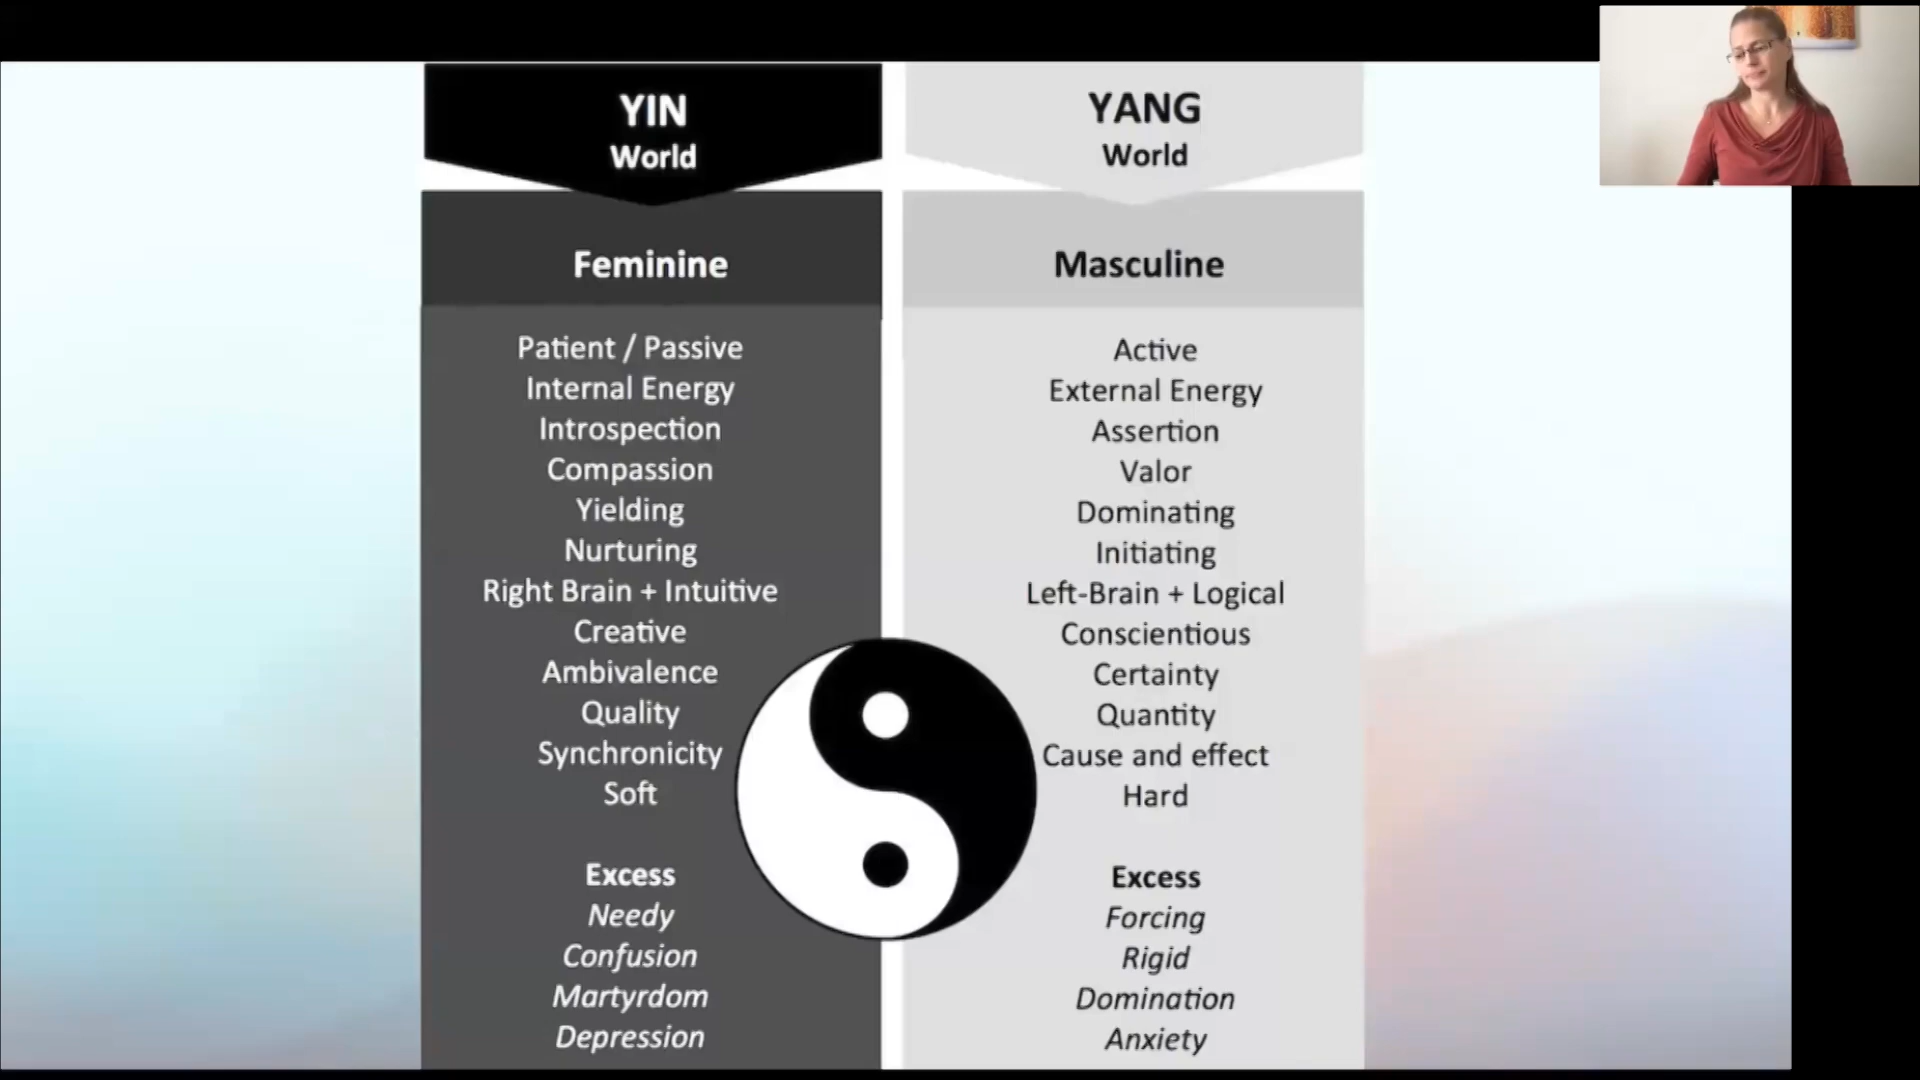 YIN
World
Feminine
Patient / Passive
Internal Energy
Introspection
Compassion
Yielding
Nurturing
Right Brain + Intuitive
Creative
Ambivalence
Quality
Synchronicity
Soft
Excess
Needy
Confusion
Martyrdom
Depression
YANG
World
Masculine
Active
External Energy
Assertion
Valor
Dominating
Initiating
Left-Brain + Logical
Conscientious
Certainty
Quantity
Cause and effect
Hard
Excess
Forcing
Rigid
Domination
Anxiety